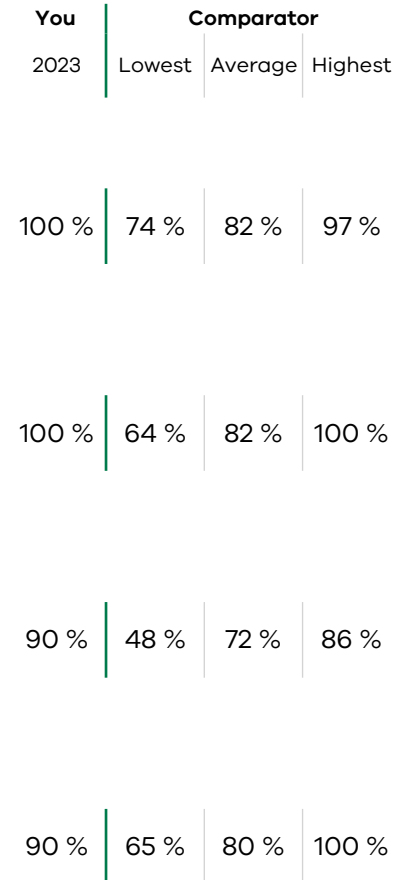 You Comparator
2023 Lowest Average Highest
100 % 74 % 82 % 97 %
100 % 64 % 82 % 100 %
90 % 48 % 72 % 86 %
90 % 65 % 80 % 100 %